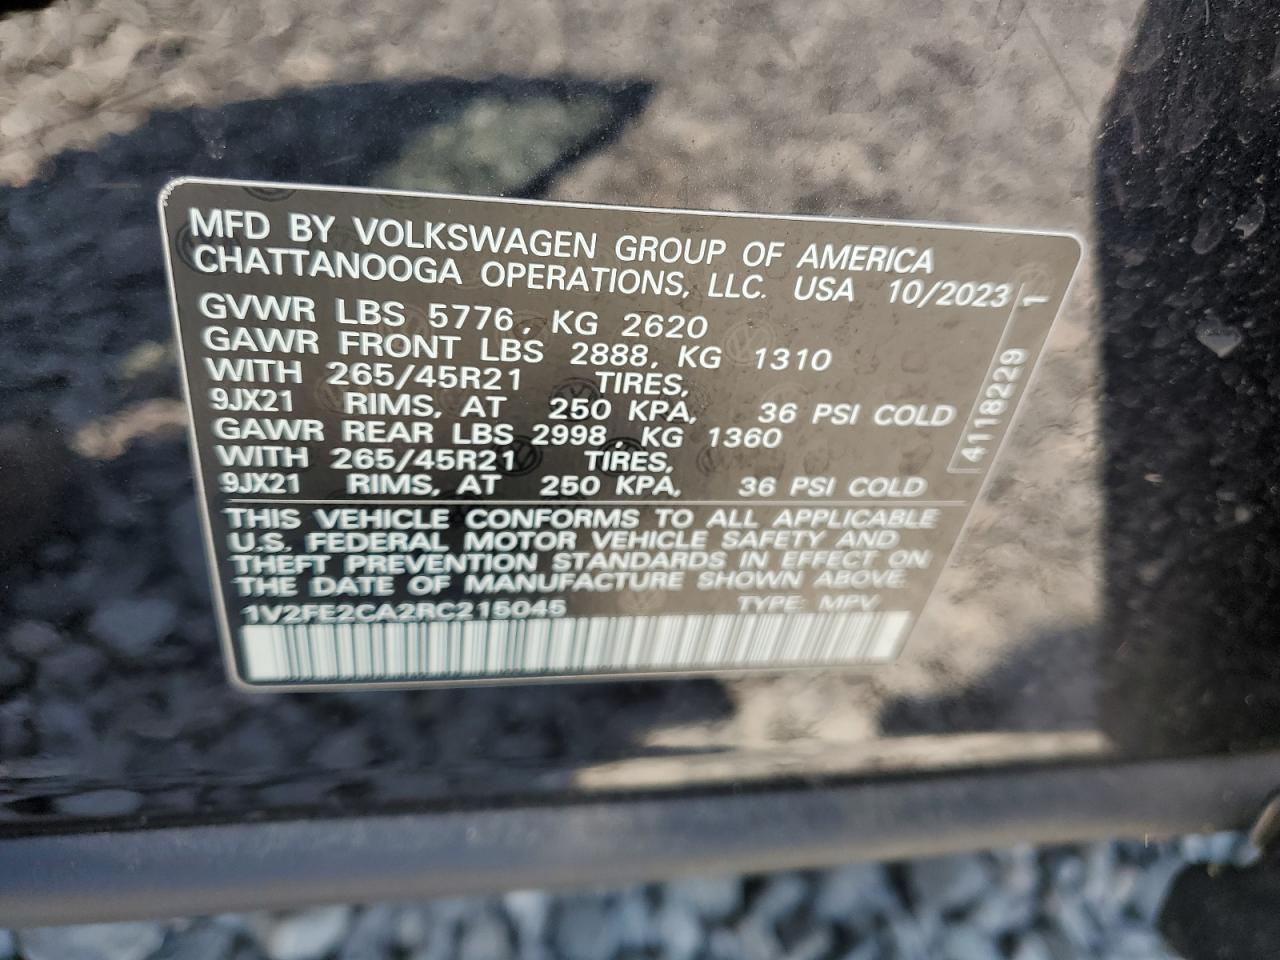 MFD BY VOLKSWAGEN GROUP OF AMERICA
CHATTANOOGA OPERATIONS, LLC. USA 10/2023
GVWR LBS 5776, KG 2620
GAWR FRONT LBS 2888, KG 1310
WITH 265/45R21 TIRES,
9JX21 RIMS, AT 250 KPA, 36 PSI COLD
GAWR REAR LBS 2998, KG 1360
WITH 265/45R21 TIRES,
9JX21 RIMS, AT 250 KPA, 36 PSI COLD
THIS VEHICLE CONFORMS TO ALL APPLICABLE
U.S. FEDERAL MOTOR VEHICLE SAFETY AND
THEFT PREVENTION STANDARDS IN EFFECT ON
THE DATE OF MANUFACTURE SHOWN ABOVE.
1V2FE2CA2RC215045 TYPE: MPV
4118229 1